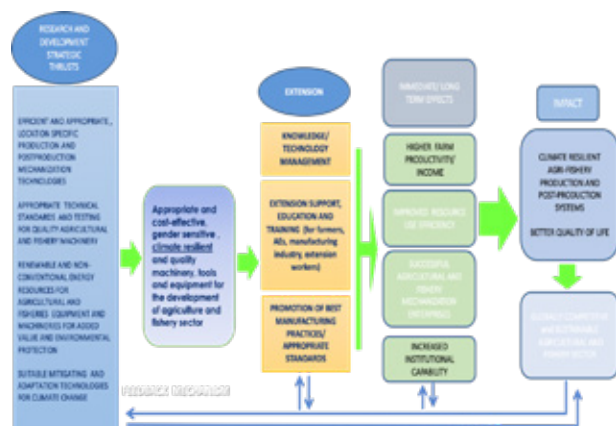 RESEARCH AND
DEVELOPMENT
STRATEGIC
THRUSTS
EFFICIENT AND APPROPRIATE,
LOCATION SPECIFIC
PRODUCTION AND
POSTPRODUCTION
MECHANIZATION
TECHNOLOGIES
APPROPRIATE TECHNICAL
STANDARDS AND TESTING
FOR QUALITY AGRICULTURAL
AND FISHERY MACHINERY
RENEWABLE AND NON-
CONVENTIONAL ENERGY
RESOURCES FOR
AGRICULTURAL AND
FISHERIES EQUIPMENT AND
MACHINERIES FOR ADDED
VALUE AND ENVIRONMENTAL
PROTECTION
SUITABLE MITIGATING AND
ADAPTATION TECHNOLOGIES
FOR CLIMATE CHANGE
Appropriate and
cost-effective,
gender sensitive,
climate resilient
and quality
machinery, tools
and equipment for
the development
of agriculture and
fishery sector
EXTENSION
KNOWLEDGE/
TECHNOLOGY
MANAGEMENT
EXTENSION SUPPORT,
EDUCATION AND
TRAINING
(for farmers,
AEs, manufacturing
industry, extension
workers)
PROMOTION OF BEST
MANUFACTURING
PRACTICES/
APPROPRIATE
STANDARDS
IMMEDIATE/ LONG
TERM EFFECTS
HIGHER FARM
PRODUCTIVITY/
INCOME
IMPROVED RESOURCE
USE EFFICIENCY
SUCCESSFUL
AGRICULTURAL AND
FISHERY
MECHANIZATION
ENTERPRISES
INCREASED
INSTITUTIONAL
CAPABILITY
IMPACT
CLIMATE RESILIENT
AGRI-FISHERY
PRODUCTION AND
POST-PRODUCTION
SYSTEMS
BETTER QUALITY OF LIFE
GLOBALLY COMPETITIVE
AND SUSTAINABLE
AGRICULTURAL AND
FISHERY SECTOR
FEEDBACK MECHANISM